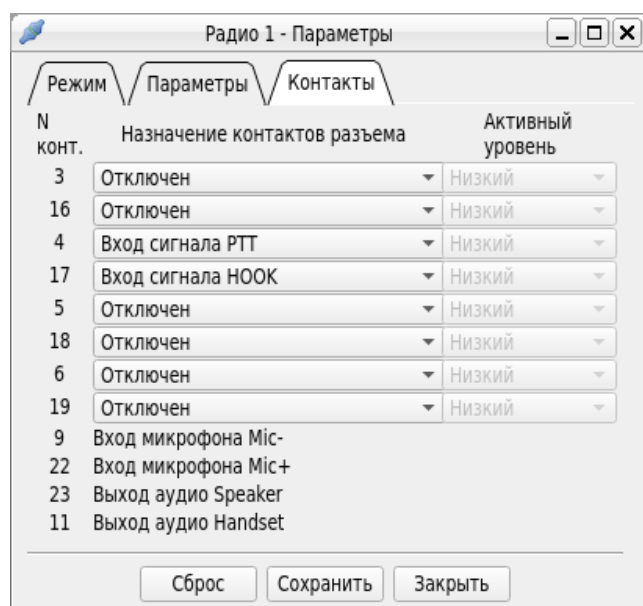 Радио 1 - Параметры
Режим Параметры Контакты
N конт. Назначение контактов разъема Активный уровень
3 Отключен Низкий
16 Отключен Низкий
4 Вход сигнала PTT Низкий
17 Вход сигнала HOOK Низкий
5 Отключен Низкий
18 Отключен Низкий
6 Отключен Низкий
19 Отключен Низкий
9 Вход микрофона Mic-
22 Вход микрофона Mic+
23 Выход аудио Speaker
11 Выход аудио Handset
Сброс Сохранить Закрыть